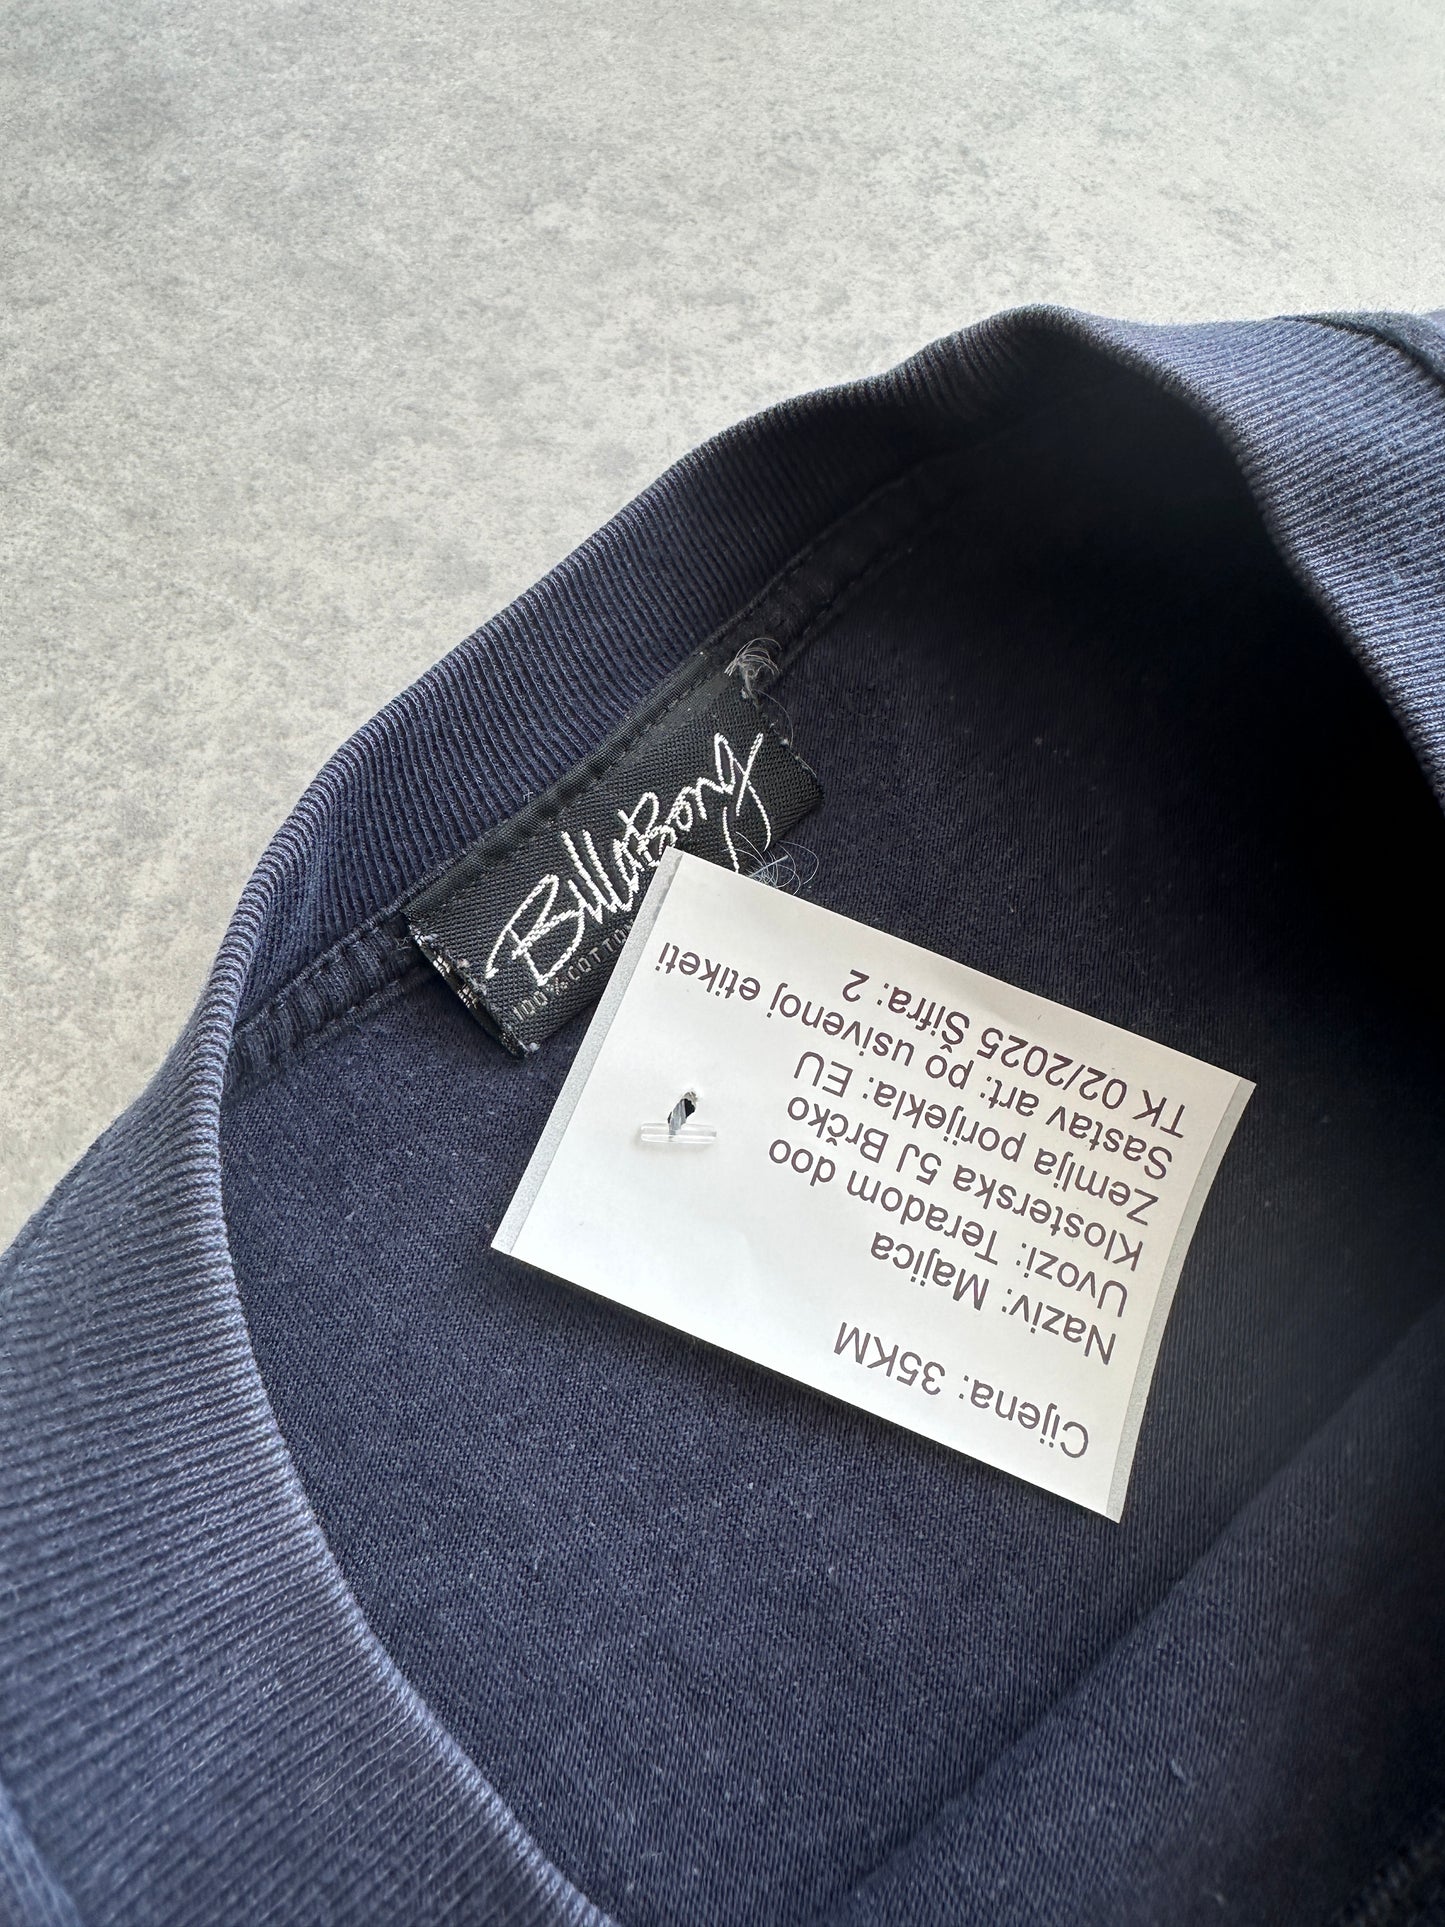 BillaBong
100% COTTON
Cijena: 35KM
Naziv: Majica
Uvozi: Teradom doo
Klosterska 5J Brčko
Zemlja porijekla: EU
Sastav art: po usivenoj etiketi
TK 02/2025 Šifra: 2